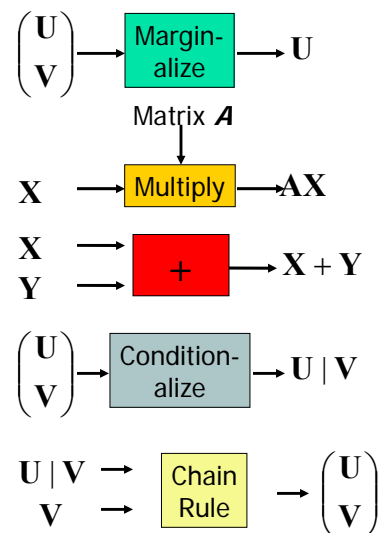 (U V) Margin-alize U
Matrix A
X Multiply AX
X
Y + X + Y
(U V) Condition-alize U | V
U | V
V Chain Rule (U V)